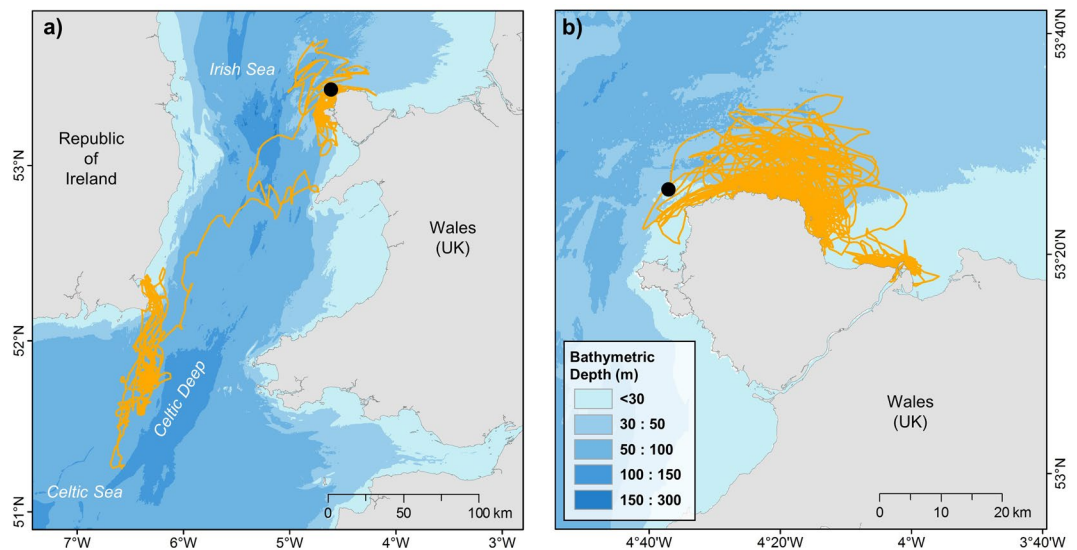 a)
Irish Sea
Republic
of
Ireland
Wales
(UK)
Celtic Deep
Celtic Sea
0 50 100 km
53°N
52°N
51°N
7°W 6°W 5°W 4°W 3°W
b)
Bathymetric
Depth (m)
<30
30 : 50
50 : 100
100 : 150
150 : 300
Wales
(UK)
0 10 20 km
53°40'N
53°20'N
53°N
4°40'W 4°20'W 4°W 3°40'W